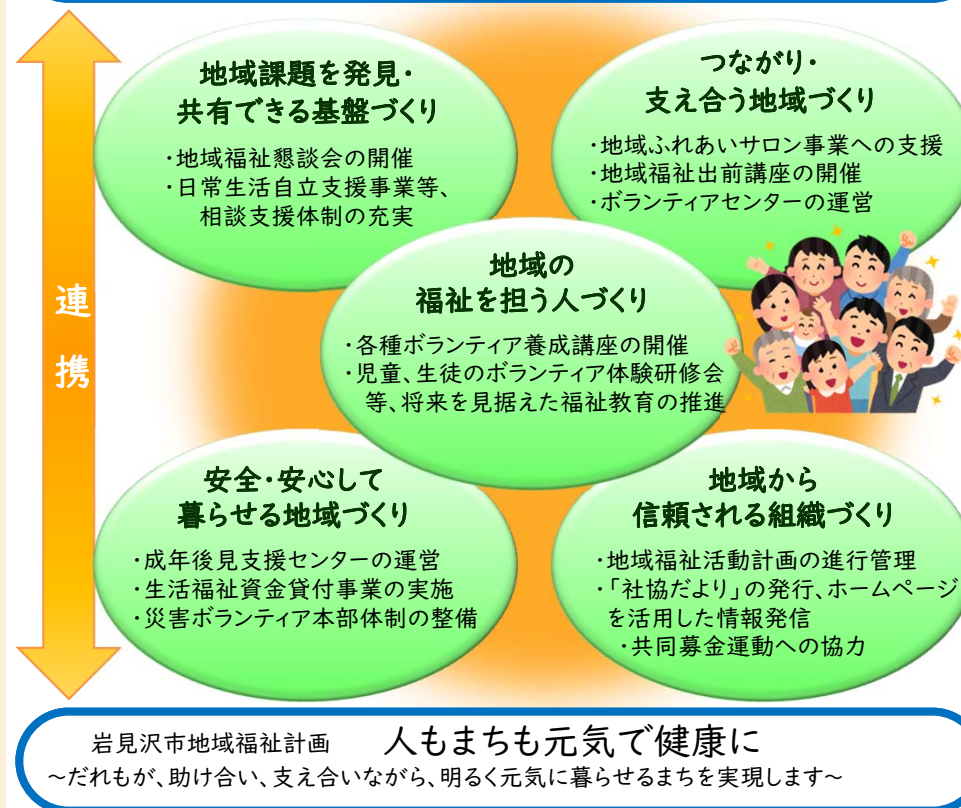 連携
地域課題を発見・
共有できる基盤づくり
・地域福祉懇談会の開催
・日常生活自立支援事業等、
相談支援体制の充実
つながり・
支え合う地域づくり
・地域ふれあいサロン事業への支援
・地域福祉出前講座の開催
・ボランティアセンターの運営
地域の
福祉を担う人づくり
・各種ボランティア養成講座の開催
・児童、生徒のボランティア体験研修会
等、将来を見据えた福祉教育の推進
安全・安心して
暮らせる地域づくり
・成年後見支援センターの運営
・生活福祉資金貸付事業の実施
・災害ボランティア本部体制の整備
地域から
信頼される組織づくり
・地域福祉活動計画の進行管理
・「社協だより」の発行、ホームページ
を活用した情報発信
・共同募金運動への協力
岩見沢市地域福祉計画 人もまちも元気で健康に
~だれもが、助け合い、支え合いながら、明るく元気に暮らせるまちを実現します~